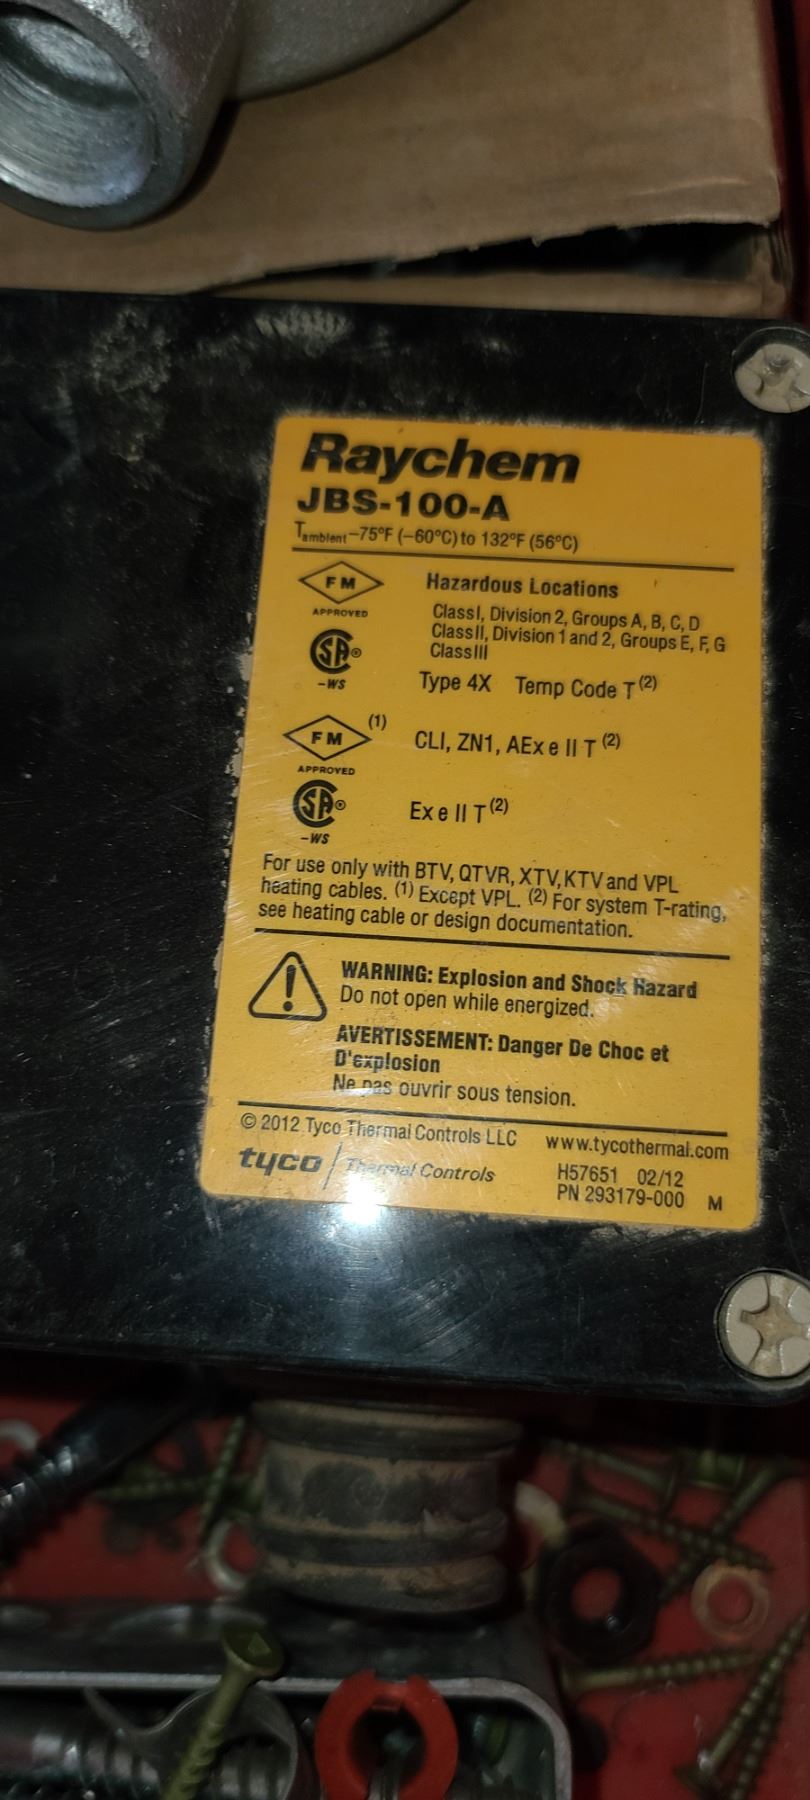 Raychem
JBS-100-A
Tambient -75°F (-60°C) to 132°F (56°C)
FM
APPROVED
Hazardous Locations
Class I, Division 2, Groups A, B, C, D
Class II, Division 1 and 2, Groups E, F, G
Class III
SA®
-WS
Type 4X Temp Code T (2)
FM (1)
APPROVED
CLI, ZN1, AEx e II T (2)
SA®
-WS
Ex e II T (2)
For use only with BTV, QTVR, XTV, KTV and VPL
heating cables. (1) Except VPL. (2) For system T-rating,
see heating cable or design documentation.
WARNING: Explosion and Shock Hazard
Do not open while energized.
AVERTISSEMENT: Danger De Choc et
D'explosion
Ne pas ouvrir sous tension.
© 2012 Tyco Thermal Controls LLC www.tycothermal.com
tyco / Thermal Controls
H57651 02/12
PN 293179-000 M